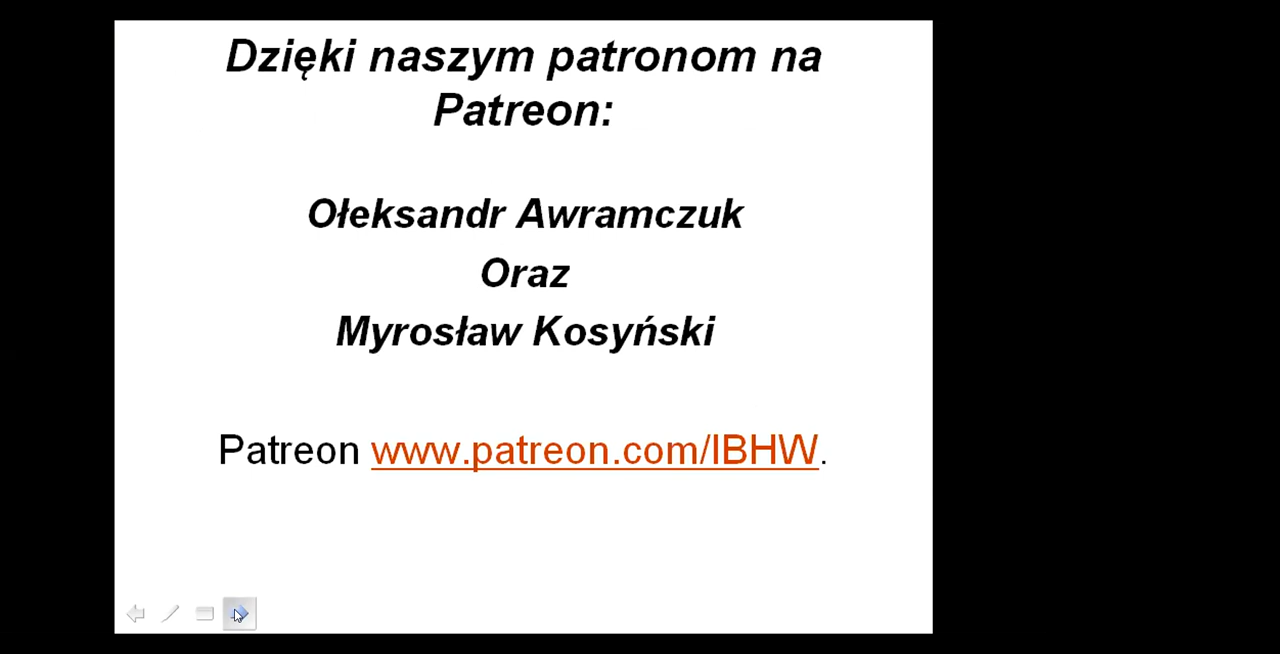 Dzięki naszym patronom na
Patreon:
Ołeksandr Awramczuk
Oraz
Myrosław Kosyński
Patreon www.patreon.com/IBHW.